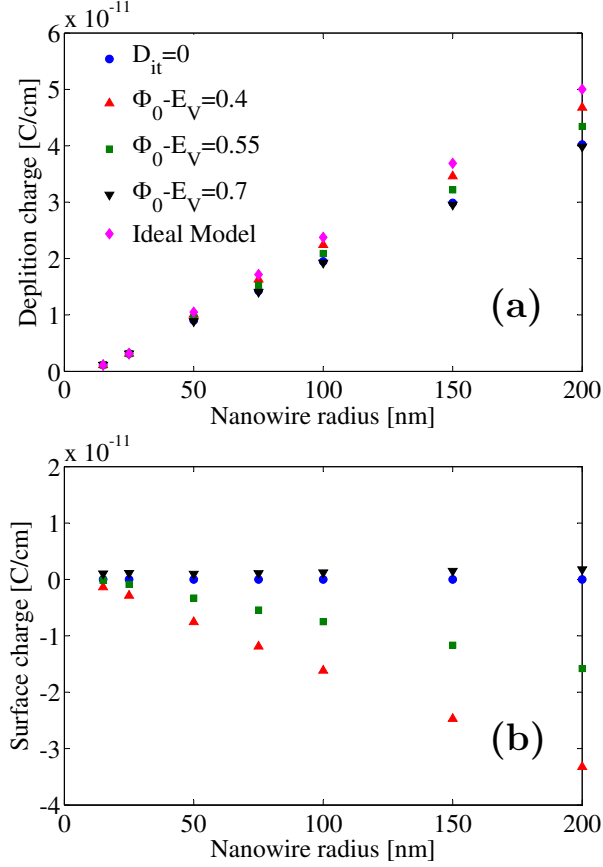 x 10^-11
6
5
4
3
2
1
0
Deplition charge [C/cm]
D_it=0
Φ_0-E_V=0.4
Φ_0-E_V=0.55
Φ_0-E_V=0.7
Ideal Model
(a)
0 50 100 150 200
Nanowire radius [nm]
x 10^-11
2
1
0
-1
-2
-3
-4
Surface charge [C/cm]
(b)
0 50 100 150 200
Nanowire radius [nm]